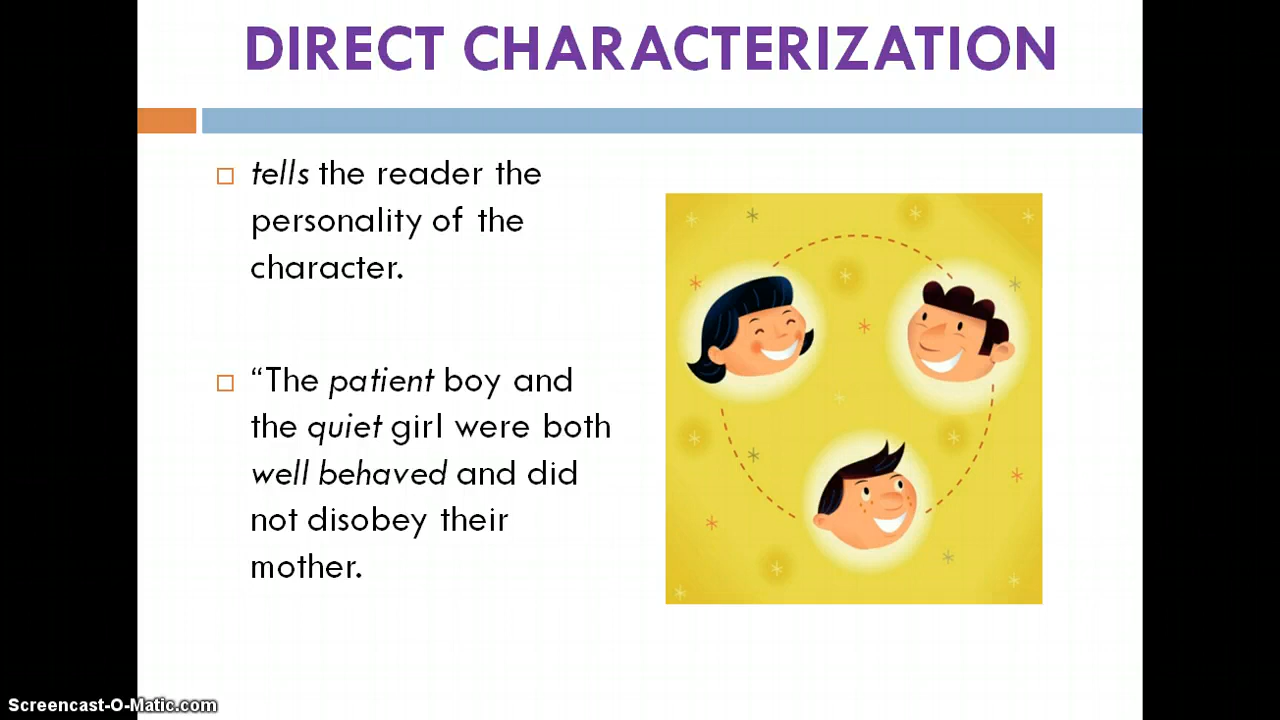 DIRECT CHARACTERIZATION
tells the reader the
personality of the
character.
“The patient boy and
the quiet girl were both
well behaved and did
not disobey their
mother.
Screencast-O-Matic.com